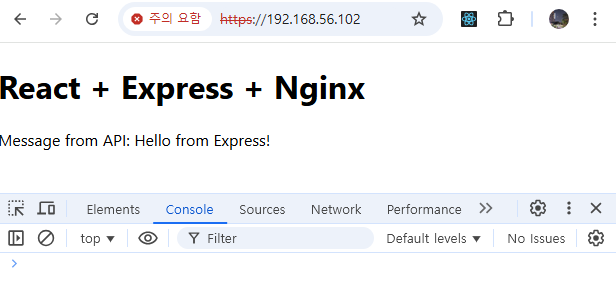 주의 요함 https://192.168.56.102
React + Express + Nginx
Message from API: Hello from Express!
Elements Console Sources Network Performance
top Filter Default levels No Issues